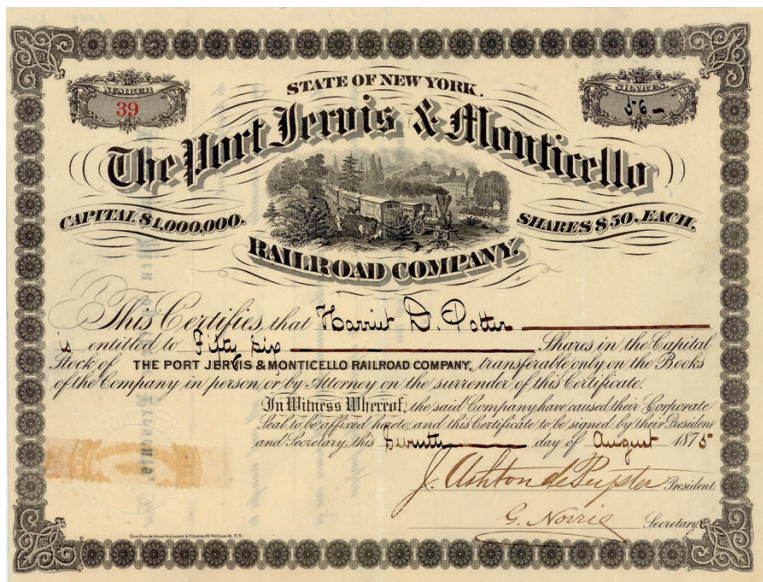 NUMBER
39
SHARES
56-
STATE OF NEW YORK.
The Port Jervis & Monticello
CAPITAL $1,000,000.
SHARES $50, EACH.
RAILROAD COMPANY.
This Certifies, that Harriet D. Potter
is entitled to Fifty six Shares in the Capital
Stock of THE PORT JERVIS & MONTICELLO RAILROAD COMPANY, transferable only on the Books
of the Company in person, or by Attorney on the surrender of this Certificate.
In Witness Whereof, the said Company have caused their Corporate
Seal to be affixed hereto, and this Certificate to be signed by their President
and Secretary, this Seventh day of August 1875
J. Ashton de Peyster President.
G. Norris Secretary.